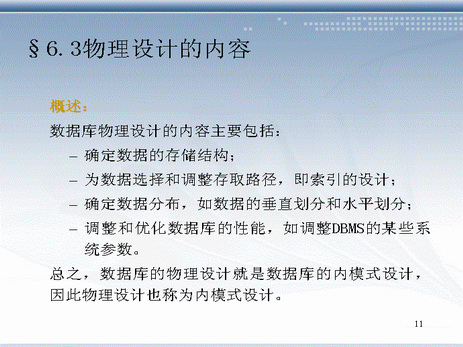 §6.3物理设计的内容
概述：
数据库物理设计的内容主要包括：
– 确定数据的存储结构；
– 为数据选择和调整存取路径，即索引的设计；
– 确定数据分布，如数据的垂直划分和水平划分；
– 调整和优化数据库的性能，如调整DBMS的某些系
统参数。
总之，数据库的物理设计就是数据库的内模式设计，
因此物理设计也称为内模式设计。
11